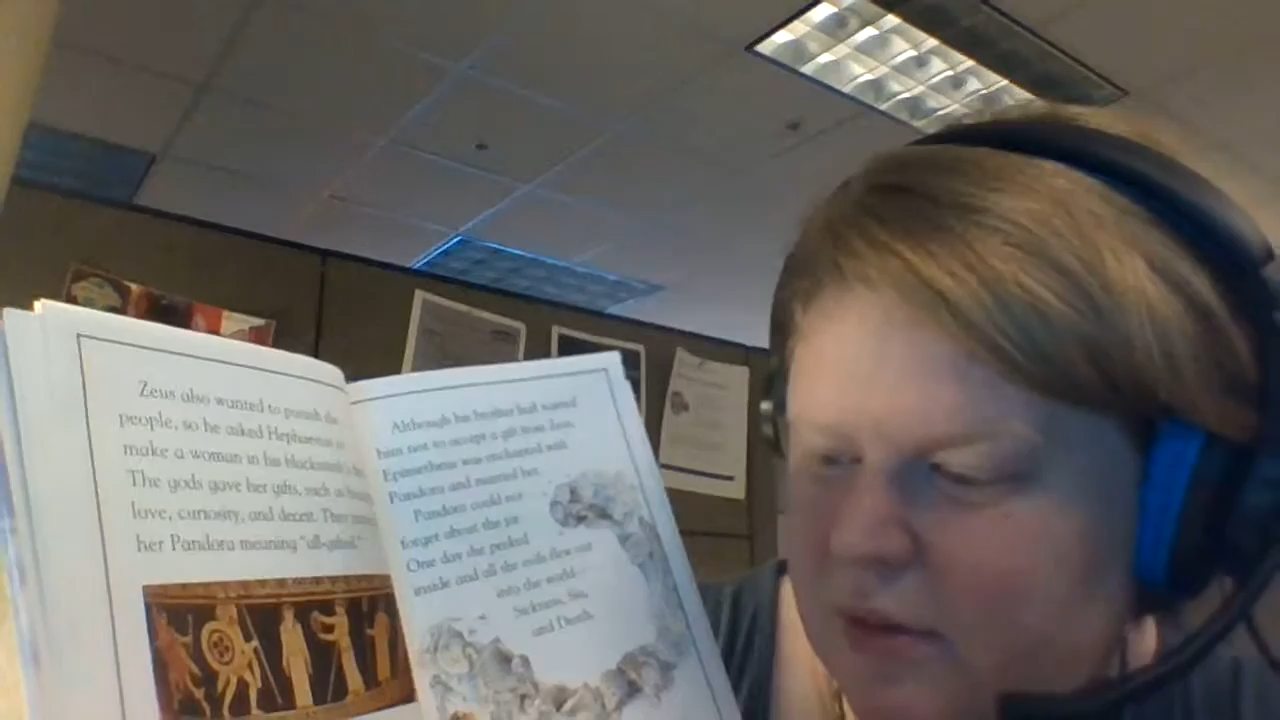 Zeus also wanted to punish the
people, so he asked Hephaestus to
make a woman in his blacksmith
The gods gave her gifts, such as
love, curiosity, and deceit. They
her Pandora meaning "all-gifted."
Although his brother had warned
him not to accept a gift from Zeus,
Epimetheus was enchanted with
Pandora and married her.
Pandora could not
forget about the jar.
One day she peeked
inside and all the evils flew out
into the world.
Sickness, Sin,
and Death.